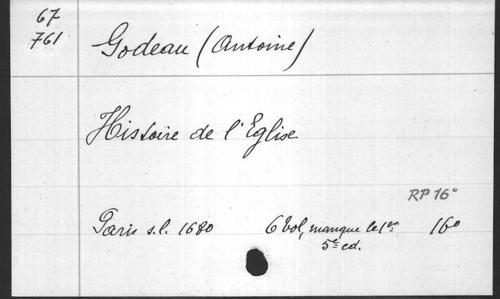 67
761
Godeau (Antoine)
Histoire de l'Eglise
RP 16°
Paris s.l. 1680 6 vol, manque le 1er 16°
5e ed.